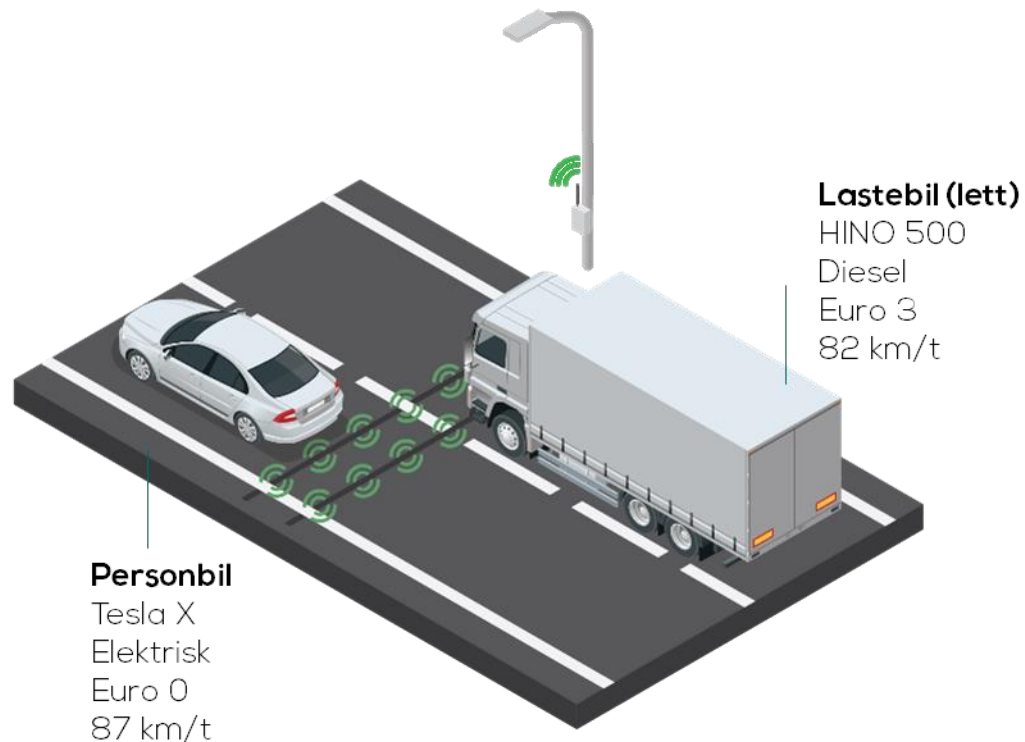 Lastebil (lett)
HINO 500
Diesel
Euro 3
82 km/t
Personbil
Tesla X
Elektrisk
Euro 0
87 km/t